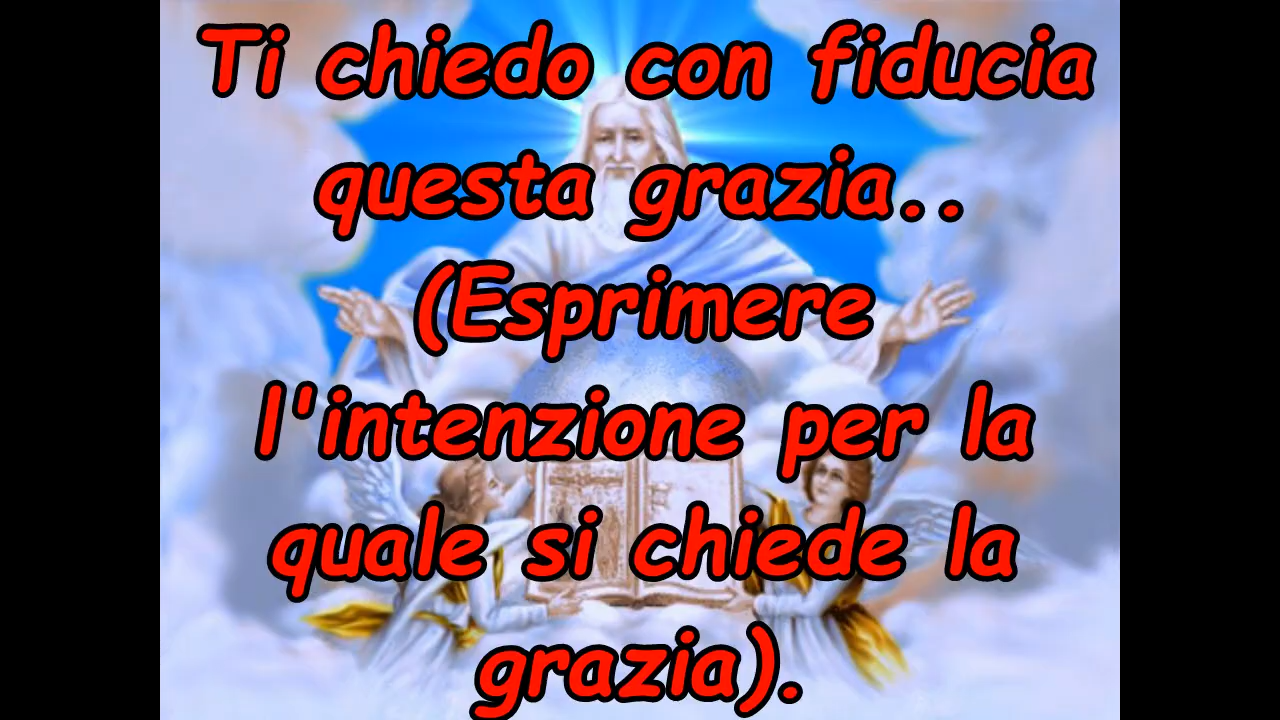 Ti chiedo con fiducia
questa grazia..
(Esprimere
l'intenzione per la
quale si chiede la
grazia).